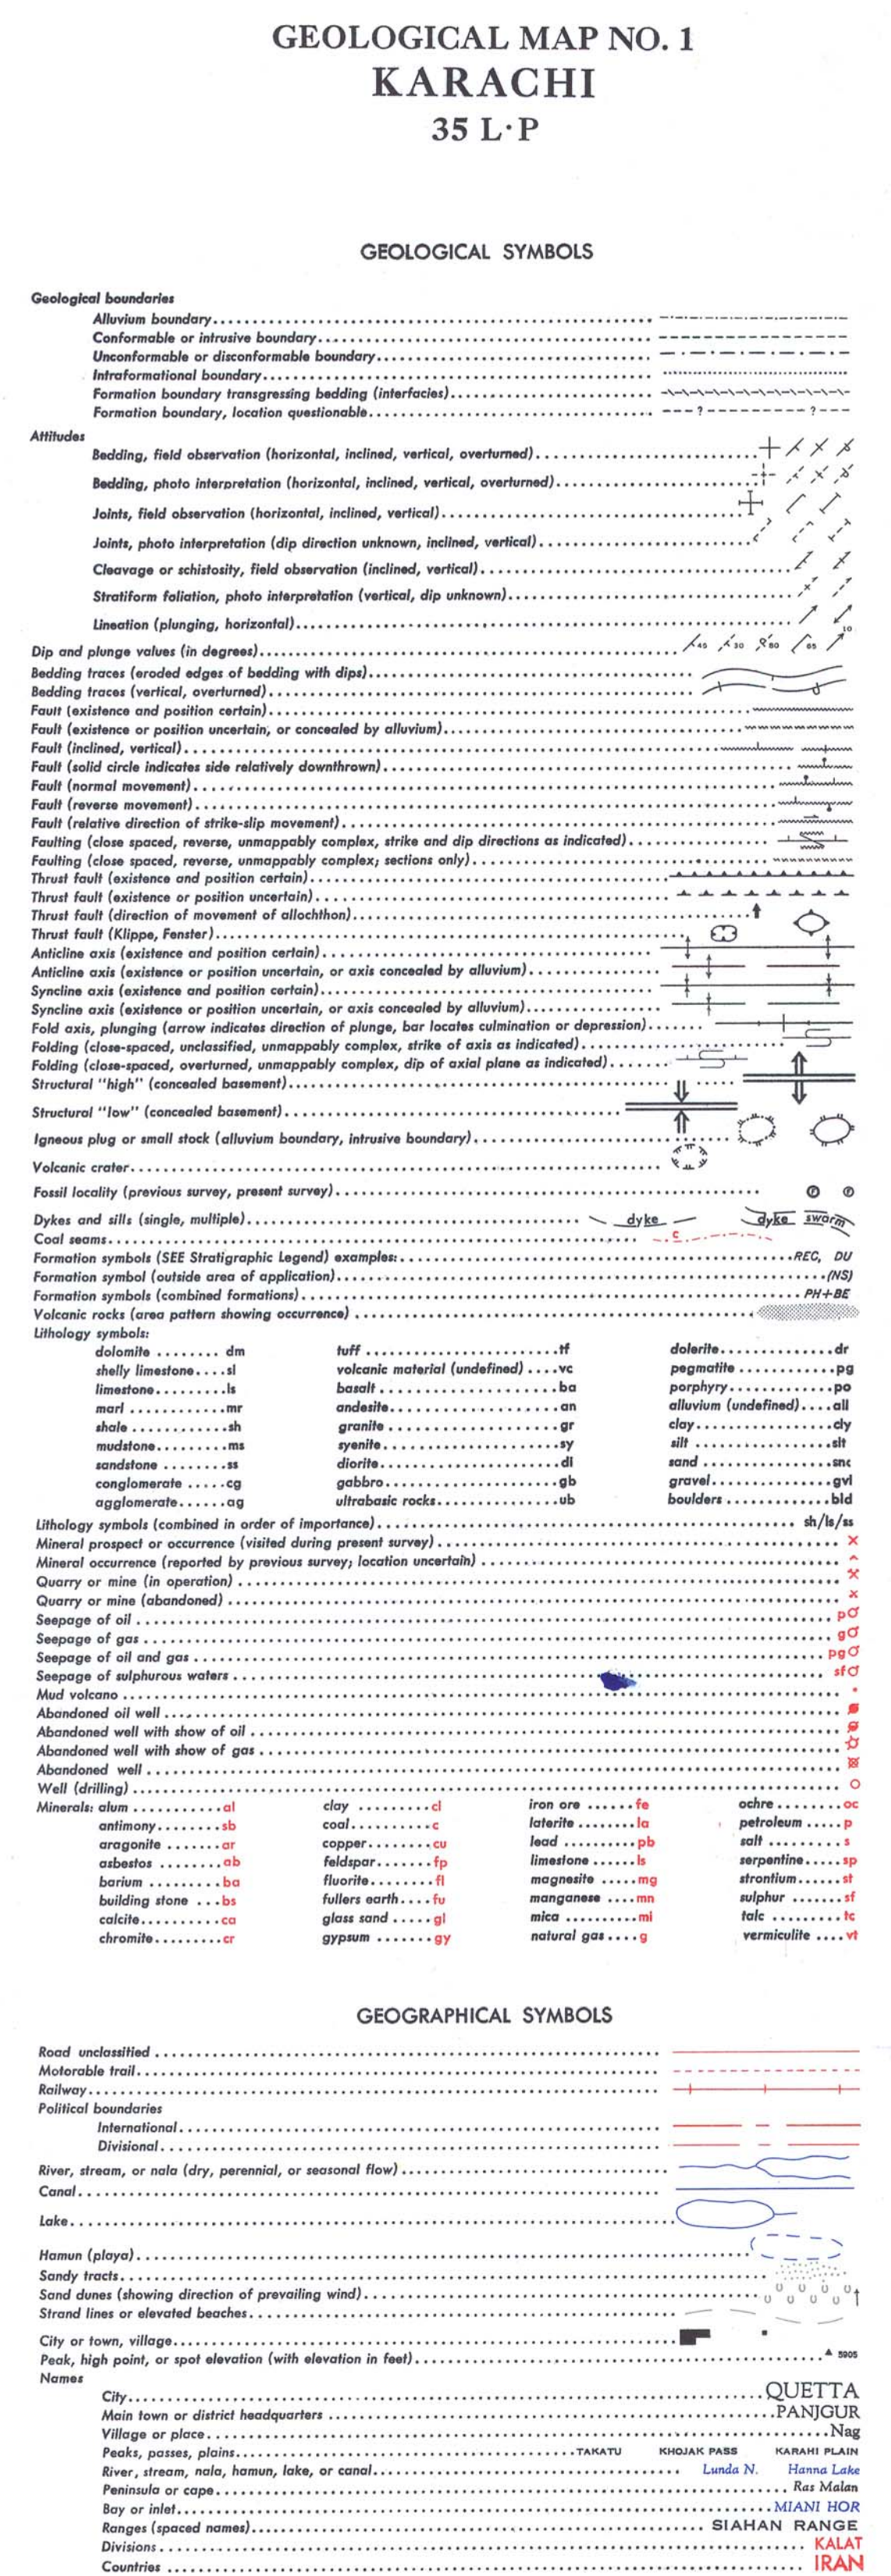 GEOLOGICAL MAP NO. 1
KARACHI
35 L·P
GEOLOGICAL SYMBOLS
Geological boundaries
Alluvium boundary
Conformable or intrusive boundary
Unconformable or disconformable boundary
Intraformational boundary
Formation boundary transgressing bedding (interfacies)
Formation boundary, location questionable ? ?
Attitudes
Bedding, field observation (horizontal, inclined, vertical, overturned)
Bedding, photo interpretation (horizontal, inclined, vertical, overturned)
Joints, field observation (horizontal, inclined, vertical)
Joints, photo interpretation (dip direction unknown, inclined, vertical)
Cleavage or schistosity, field observation (inclined, vertical)
Stratiform foliation, photo interpretation (vertical, dip unknown)
Lineation (plunging, horizontal)
Dip and plunge values (in degrees) 45 30 80 65 10
Bedding traces (eroded edges of bedding with dips)
Bedding traces (vertical, overturned)
Fault (existence and position certain)
Fault (existence or position uncertain, or concealed by alluvium)
Fault (inclined, vertical)
Fault (solid circle indicates side relatively downthrown)
Fault (normal movement)
Fault (reverse movement)
Fault (relative direction of strike-slip movement)
Faulting (close spaced, reverse, unmappably complex, strike and dip directions as indicated)
Faulting (close spaced, reverse, unmappably complex; sections only)
Thrust fault (existence and position certain)
Thrust fault (existence or position uncertain)
Thrust fault (direction of movement of allochthon)
Thrust fault (Klippe, Fenster)
Anticline axis (existence and position certain)
Anticline axis (existence or position uncertain, or axis concealed by alluvium)
Syncline axis (existence and position certain)
Syncline axis (existence or position uncertain, or axis concealed by alluvium)
Fold axis, plunging (arrow indicates direction of plunge, bar locates culmination or depression)
Folding (close-spaced, unclassified, unmappably complex, strike of axis as indicated)
Folding (close-spaced, overturned, unmappably complex, dip of axial plane as indicated)
Structural "high" (concealed basement)
Structural "low" (concealed basement)
Igneous plug or small stock (alluvium boundary, intrusive boundary)
Volcanic crater
Fossil locality (previous survey, present survey)
Dykes and sills (single, multiple) dyke dyke swarm
Coal seams c
Formation symbols (SEE Stratigraphic Legend) examples: REC, DU
Formation symbol (outside area of application) (NS)
Formation symbols (combined formations) PH+BE
Volcanic rocks (area pattern showing occurrence)
Lithology symbols:
dolomite dm tuff tf dolerite dr
shelly limestone sl volcanic material (undefined) vc pegmatite pg
limestone ls basalt ba porphyry po
marl mr andesite an alluvium (undefined) all
shale sh granite gr clay cly
mudstone ms syenite sy silt slt
sandstone ss diorite di sand snd
conglomerate cg gabbro gb gravel gvl
agglomerate ag ultrabasic rocks ub boulders bld
Lithology symbols (combined in order of importance) sh/ls/ss
Mineral prospect or occurrence (visited during present survey)
Mineral occurrence (reported by previous survey; location uncertain)
Quarry or mine (in operation)
Quarry or mine (abandoned)
Seepage of oil p
Seepage of gas g
Seepage of oil and gas pg
Seepage of sulphurous waters sf
Mud volcano
Abandoned oil well
Abandoned well with show of oil
Abandoned well with show of gas
Abandoned well
Well (drilling)
Minerals: alum al clay cl iron ore fe ochre oc
antimony sb coal c laterite la petroleum p
aragonite ar copper cu lead pb salt s
asbestos ab feldspar fp limestone ls serpentine sp
barium ba fluorite fl magnesite mg strontium st
building stone bs fullers earth fu manganese mn sulphur sf
calcite ca glass sand gl mica mi talc tc
chromite cr gypsum gy natural gas g vermiculite vt
GEOGRAPHICAL SYMBOLS
Road unclassified
Motorable trail
Railway
Political boundaries
International
Divisional
River, stream, or nala (dry, perennial, or seasonal flow)
Canal
Lake
Hamun (playa)
Sandy tracts
Sand dunes (showing direction of prevailing wind)
Strand lines or elevated beaches
City or town, village
Peak, high point, or spot elevation (with elevation in feet) 5905
Names
City QUETTA
Main town or district headquarters PANJGUR
Village or place Nag
Peaks, passes, plains TAKATU KHOJAK PASS KARAHI PLAIN
River, stream, nala, hamun, lake, or canal Lunda N. Hanna Lake
Peninsula or cape Ras Malan
Bay or inlet MIANI HOR
Ranges (spaced names) SIAHAN RANGE
Divisions KALAT
Countries IRAN